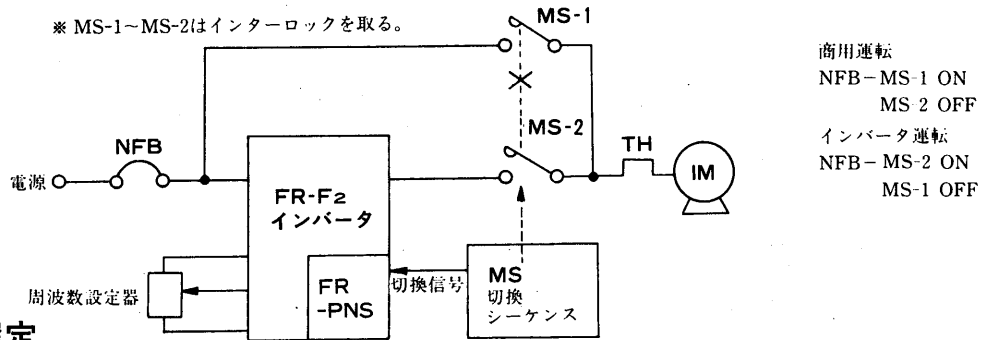 ※ MS-1～MS-2はインターロックを取る。
MS-1
商用運転
NFB－MS-1 ON
MS-2 OFF
インバータ運転
NFB－MS-2 ON
MS-1 OFF
MS-2
NFB
TH
電源
IM
FR-F2
インバータ
FR
-PNS
切換信号
MS
切換
シーケンス
周波数設定器
定